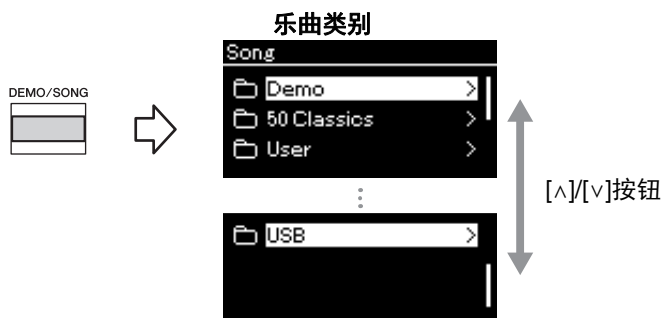 乐曲类别
Song
DEMO/SONG
Demo >
50 Classics >
User >
[∧]/[∨]按钮
USB >